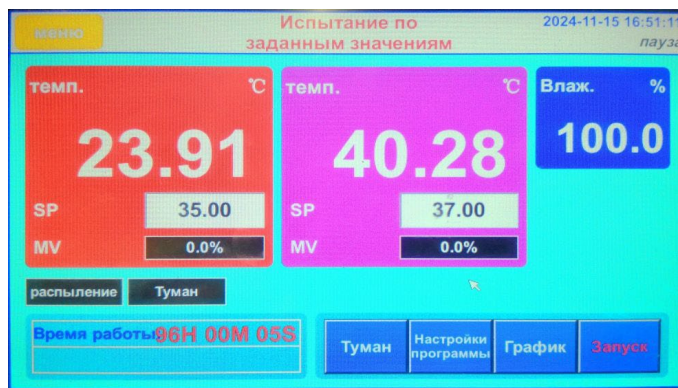 меню
Испытание по
заданным значениям
2024-11-15 16:51:11
пауза
темп. ℃
23.91
SP 35.00
MV 0.0%
темп. ℃
40.28
SP 37.00
MV 0.0%
Влаж. %
100.0
распыление
Туман
Время работы 96H 00M 05S
Туман
Настройки
программы
График
Запуск